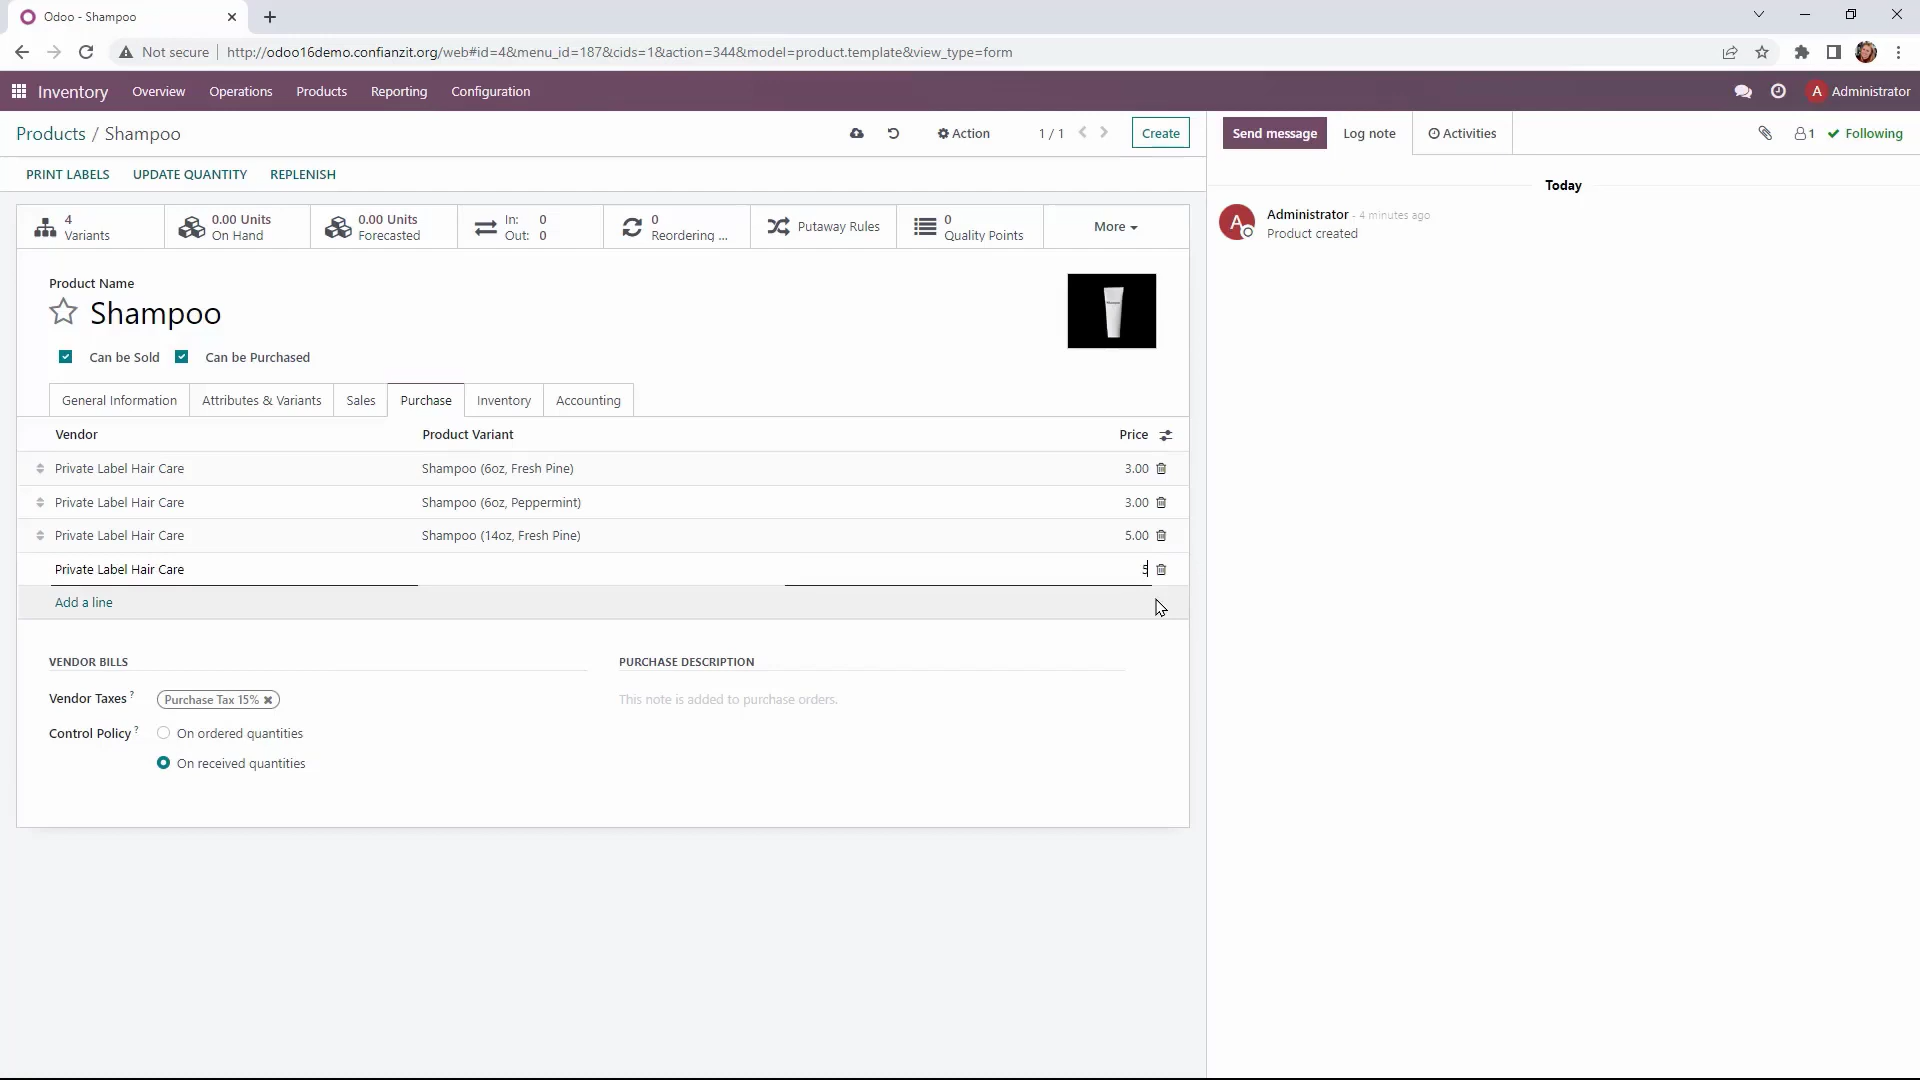 Odoo - Shampoo
Not secure http://odoo16demo.confianzit.org/web#id=4&menu_id=187&cids=1&action=344&model=product.template&view_type=form
Inventory Overview Operations Products Reporting Configuration A Administrator
Products / Shampoo Action 1 / 1 Create Send message Log note Activities 1 Following
PRINT LABELS UPDATE QUANTITY REPLENISH
Today
4 Variants
0.00 Units On Hand
0.00 Units Forecasted
In: 0
Out: 0
0 Reordering ...
Putaway Rules
0 Quality Points
More
A Administrator - 4 minutes ago
Product created
Product Name
Shampoo
Can be Sold Can be Purchased
General Information Attributes & Variants Sales Purchase Inventory Accounting
Vendor Product Variant Price
Private Label Hair Care Shampoo (6oz, Fresh Pine) 3.00
Private Label Hair Care Shampoo (6oz, Peppermint) 3.00
Private Label Hair Care Shampoo (14oz, Fresh Pine) 5.00
Private Label Hair Care 5
Add a line
VENDOR BILLS PURCHASE DESCRIPTION
Vendor Taxes ? Purchase Tax 15% This note is added to purchase orders.
Control Policy ? On ordered quantities
On received quantities